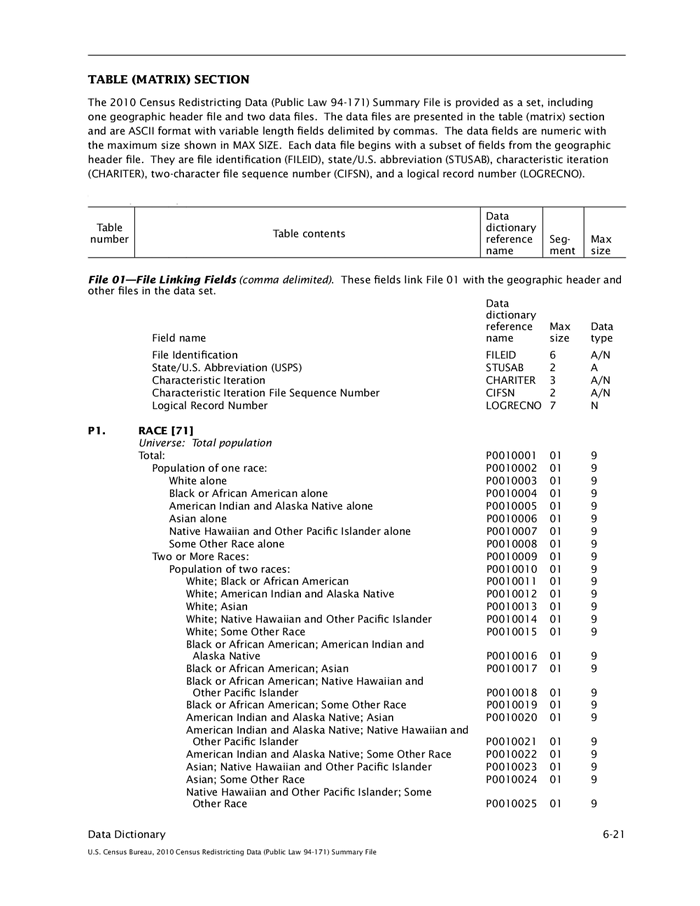 TABLE (MATRIX) SECTION
The 2010 Census Redistricting Data (Public Law 94-171) Summary File is provided as a set, including
one geographic header file and two data files. The data files are presented in the table (matrix) section
and are ASCII format with variable length fields delimited by commas. The data fields are numeric with
the maximum size shown in MAX SIZE. Each data file begins with a subset of fields from the geographic
header file. They are file identification (FILEID), state/U.S. abbreviation (STUSAB), characteristic iteration
(CHARITER), two-character file sequence number (CIFSN), and a logical record number (LOGRECNO).
Table
number
Table contents
Data
dictionary
reference
name
Seg-
ment
Max
size
File 01—File Linking Fields (comma delimited). These fields link File 01 with the geographic header and
other files in the data set.
Field name
Data
dictionary
reference
name
Max
size
Data
type
File Identification FILEID 6 A/N
State/U.S. Abbreviation (USPS) STUSAB 2 A
Characteristic Iteration CHARITER 3 A/N
Characteristic Iteration File Sequence Number CIFSN 2 A/N
Logical Record Number LOGRECNO 7 N
P1. RACE [71]
Universe: Total population
Total: P0010001 01 9
Population of one race: P0010002 01 9
White alone P0010003 01 9
Black or African American alone P0010004 01 9
American Indian and Alaska Native alone P0010005 01 9
Asian alone P0010006 01 9
Native Hawaiian and Other Pacific Islander alone P0010007 01 9
Some Other Race alone P0010008 01 9
Two or More Races: P0010009 01 9
Population of two races: P0010010 01 9
White; Black or African American P0010011 01 9
White; American Indian and Alaska Native P0010012 01 9
White; Asian P0010013 01 9
White; Native Hawaiian and Other Pacific Islander P0010014 01 9
White; Some Other Race P0010015 01 9
Black or African American; American Indian and
Alaska Native P0010016 01 9
Black or African American; Asian P0010017 01 9
Black or African American; Native Hawaiian and
Other Pacific Islander P0010018 01 9
Black or African American; Some Other Race P0010019 01 9
American Indian and Alaska Native; Asian P0010020 01 9
American Indian and Alaska Native; Native Hawaiian and
Other Pacific Islander P0010021 01 9
American Indian and Alaska Native; Some Other Race P0010022 01 9
Asian; Native Hawaiian and Other Pacific Islander P0010023 01 9
Asian; Some Other Race P0010024 01 9
Native Hawaiian and Other Pacific Islander; Some
Other Race P0010025 01 9
Data Dictionary 6-21
U.S. Census Bureau, 2010 Census Redistricting Data (Public Law 94-171) Summary File